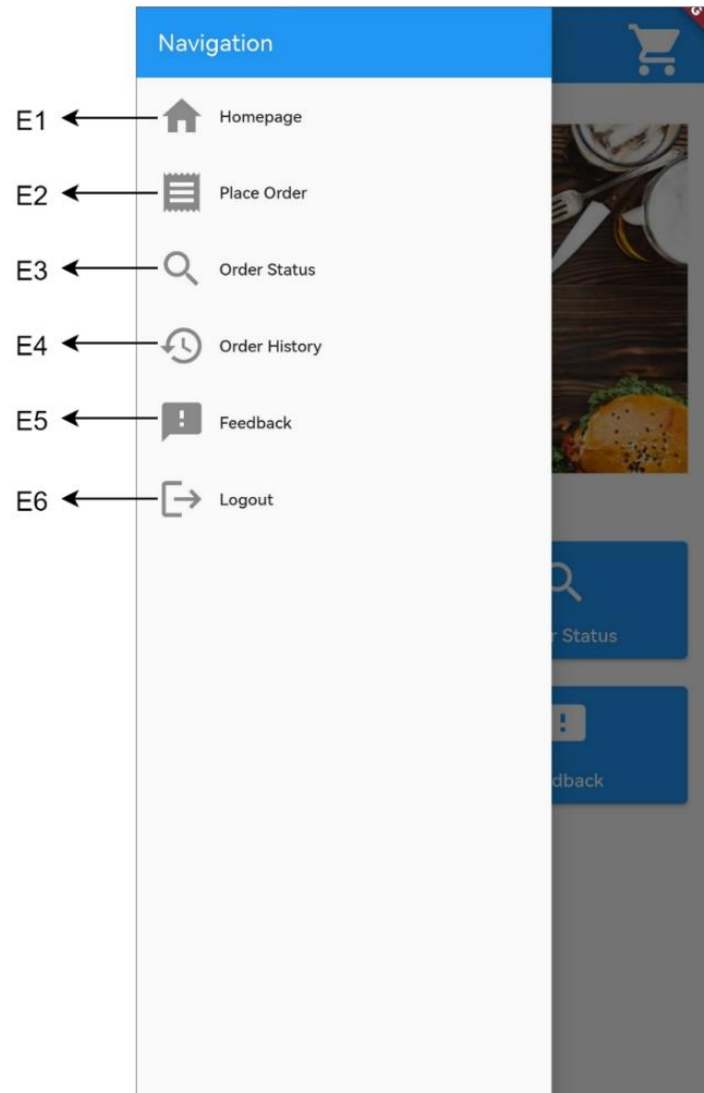 Navigation
E1 Homepage
E2 Place Order
E3 Order Status
E4 Order History
E5 Feedback
E6 Logout
Status